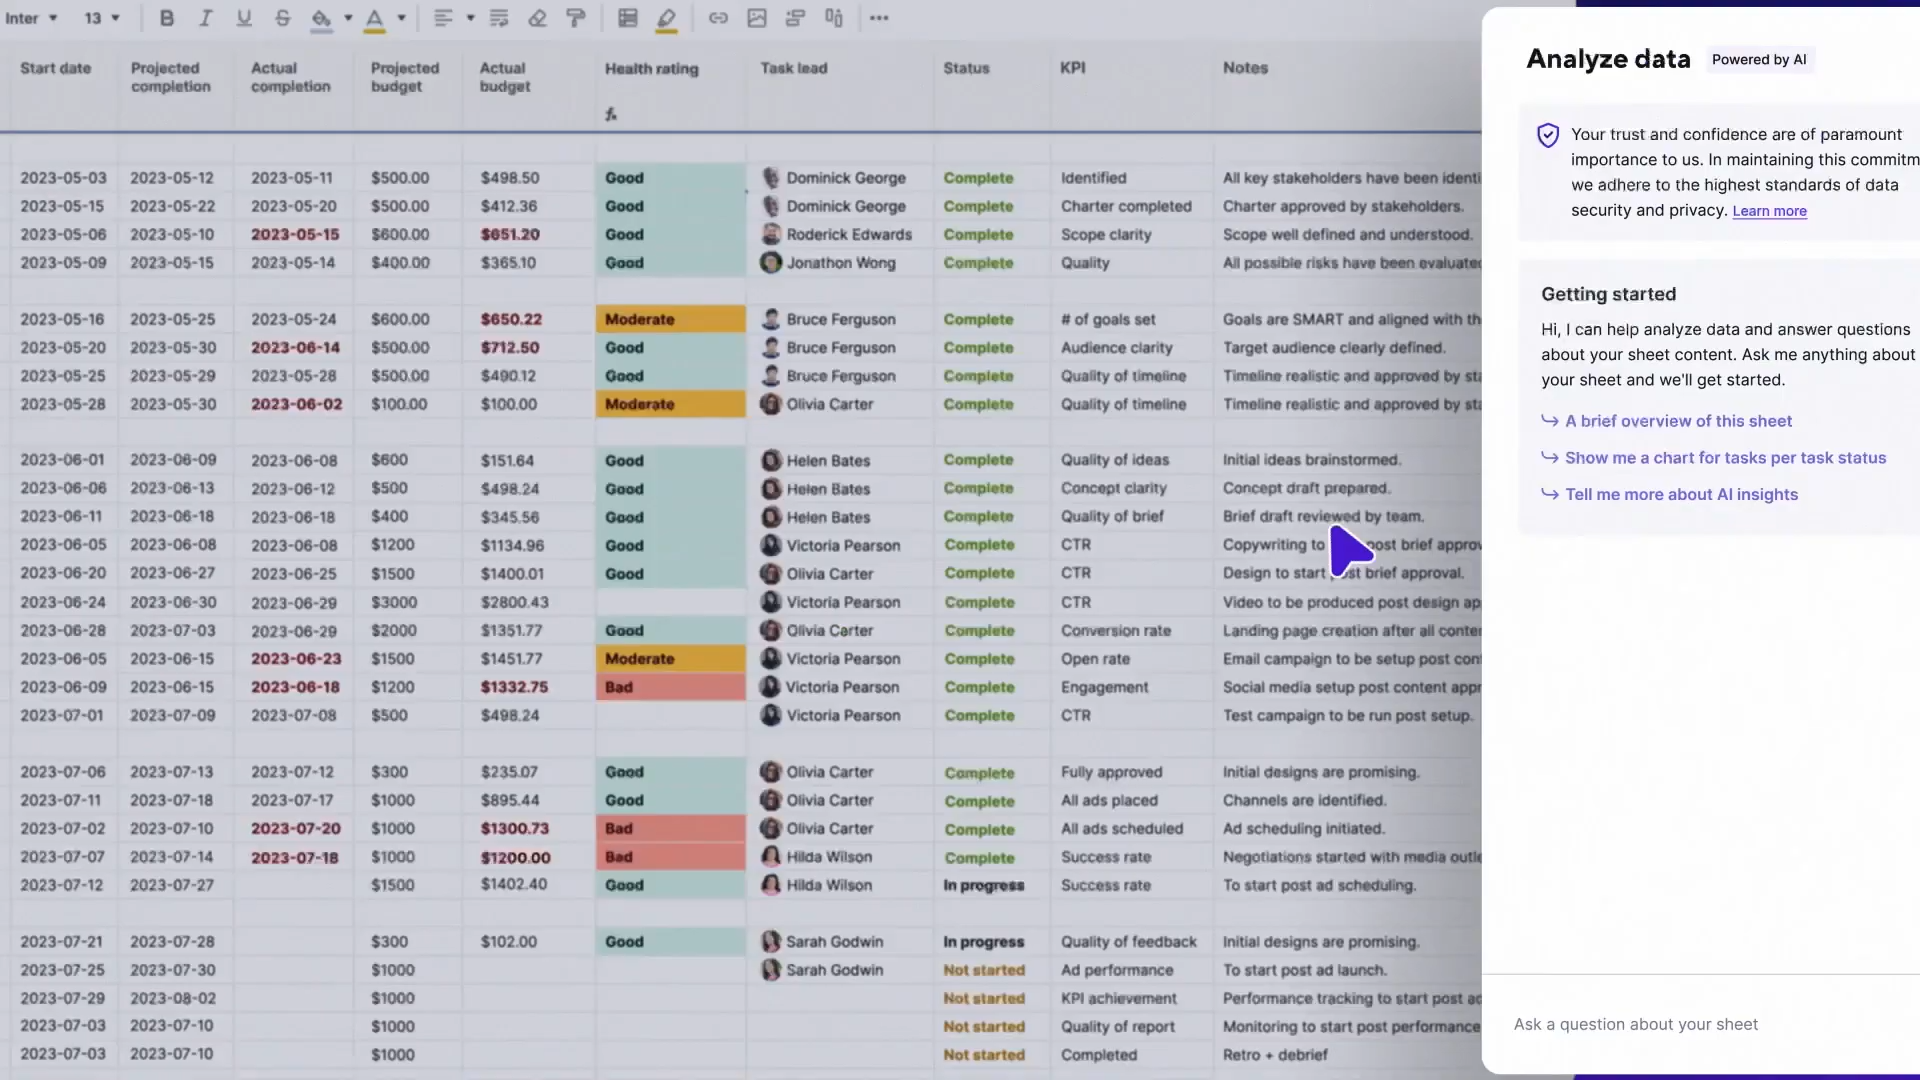 Inter 13 B I U S A
Start date Projected completion Actual completion Projected budget Actual budget Health rating Task lead Status KPI Notes
fx
2023-05-03 2023-05-12 2023-05-11 $500.00 $498.50 Good Dominick George Complete Identified All key stakeholders have been identi
2023-05-15 2023-05-22 2023-05-20 $500.00 $412.36 Good Dominick George Complete Charter completed Charter approved by stakeholders.
2023-05-06 2023-05-10 2023-05-15 $600.00 $651.20 Good Roderick Edwards Complete Scope clarity Scope well defined and understood.
2023-05-09 2023-05-15 2023-05-14 $400.00 $365.10 Good Jonathon Wong Complete Quality All possible risks have been evaluate
2023-05-16 2023-05-25 2023-05-24 $600.00 $650.22 Moderate Bruce Ferguson Complete # of goals set Goals are SMART and aligned with th
2023-05-20 2023-05-30 2023-06-14 $500.00 $712.50 Good Bruce Ferguson Complete Audience clarity Target audience clearly defined.
2023-05-25 2023-05-29 2023-05-28 $500.00 $490.12 Good Bruce Ferguson Complete Quality of timeline Timeline realistic and approved by sta
2023-05-28 2023-05-30 2023-06-02 $100.00 $100.00 Moderate Olivia Carter Complete Quality of timeline Timeline realistic and approved by sta
2023-06-01 2023-06-09 2023-06-08 $600 $151.64 Good Helen Bates Complete Quality of ideas Initial ideas brainstormed.
2023-06-06 2023-06-13 2023-06-12 $500 $498.24 Good Helen Bates Complete Concept clarity Concept draft prepared.
2023-06-11 2023-06-18 2023-06-18 $400 $345.56 Good Helen Bates Complete Quality of brief Brief draft reviewed by team.
2023-06-05 2023-06-08 2023-06-08 $1200 $1134.96 Good Victoria Pearson Complete CTR Copywriting to post brief approv
2023-06-20 2023-06-27 2023-06-25 $1500 $1400.01 Good Olivia Carter Complete CTR Design to start post brief approval.
2023-06-24 2023-06-30 2023-06-29 $3000 $2800.43 Victoria Pearson Complete CTR Video to be produced post design ap
2023-06-28 2023-07-03 2023-06-29 $2000 $1351.77 Good Olivia Carter Complete Conversion rate Landing page creation after all conte
2023-06-05 2023-06-15 2023-06-23 $1500 $1451.77 Moderate Victoria Pearson Complete Open rate Email campaign to be setup post con
2023-06-09 2023-06-15 2023-06-18 $1200 $1332.75 Bad Victoria Pearson Complete Engagement Social media setup post content appr
2023-07-01 2023-07-09 2023-07-08 $500 $498.24 Victoria Pearson Complete CTR Test campaign to be run post setup.
2023-07-06 2023-07-13 2023-07-12 $300 $235.07 Good Olivia Carter Complete Fully approved Initial designs are promising.
2023-07-11 2023-07-18 2023-07-17 $1000 $895.44 Good Olivia Carter Complete All ads placed Channels are identified.
2023-07-02 2023-07-10 2023-07-20 $1000 $1300.73 Bad Olivia Carter Complete All ads scheduled Ad scheduling initiated.
2023-07-07 2023-07-14 2023-07-18 $1000 $1200.00 Bad Hilda Wilson Complete Success rate Negotiations started with media outle
2023-07-12 2023-07-27 $1500 $1402.40 Good Hilda Wilson In progress Success rate To start post ad scheduling.
2023-07-21 2023-07-28 $300 $102.00 Good Sarah Godwin In progress Quality of feedback Initial designs are promising.
2023-07-25 2023-07-30 $1000 Sarah Godwin Not started Ad performance To start post ad launch.
2023-07-29 2023-08-02 $1000 Not started KPI achievement Performance tracking to start post ad
2023-07-03 2023-07-10 $1000 Not started Quality of report Monitoring to start post performance
2023-07-03 2023-07-10 $1000 Not started Completed Retro + debrief
Analyze data Powered by AI
Your trust and confidence are of paramount
importance to us. In maintaining this commitm
we adhere to the highest standards of data
security and privacy. Learn more
Getting started
Hi, I can help analyze data and answer questions
about your sheet content. Ask me anything about
your sheet and we'll get started.
A brief overview of this sheet
Show me a chart for tasks per task status
Tell me more about AI insights
Ask a question about your sheet